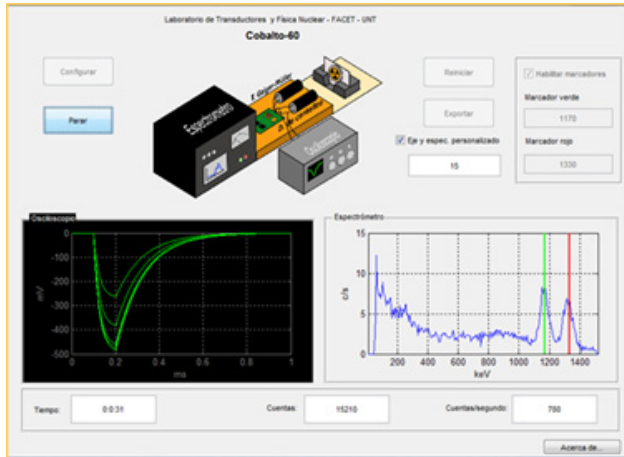 Laboratorio de Transductores y Física Nuclear - FACET - UNT
Cobalto-60
Configurar
Parar
Espectrómetro
Osciloscopio
Reiniciar
Exportar
Eje y espec. personalizado
15
Habilitar marcadores
Marcador verde
1170
Marcador rojo
1330
Osciloscopio
0
-100
-200
-300
-400
-500
mV
0 0.2 0.4 0.6 0.8 1
ms
Espectrómetro
15
10
5
0
c/s
200 400 600 800 1000 1200 1400
keV
Tiempo:
0:0:31
Cuentas:
15210
Cuentas/segundo:
780
Acerca de...